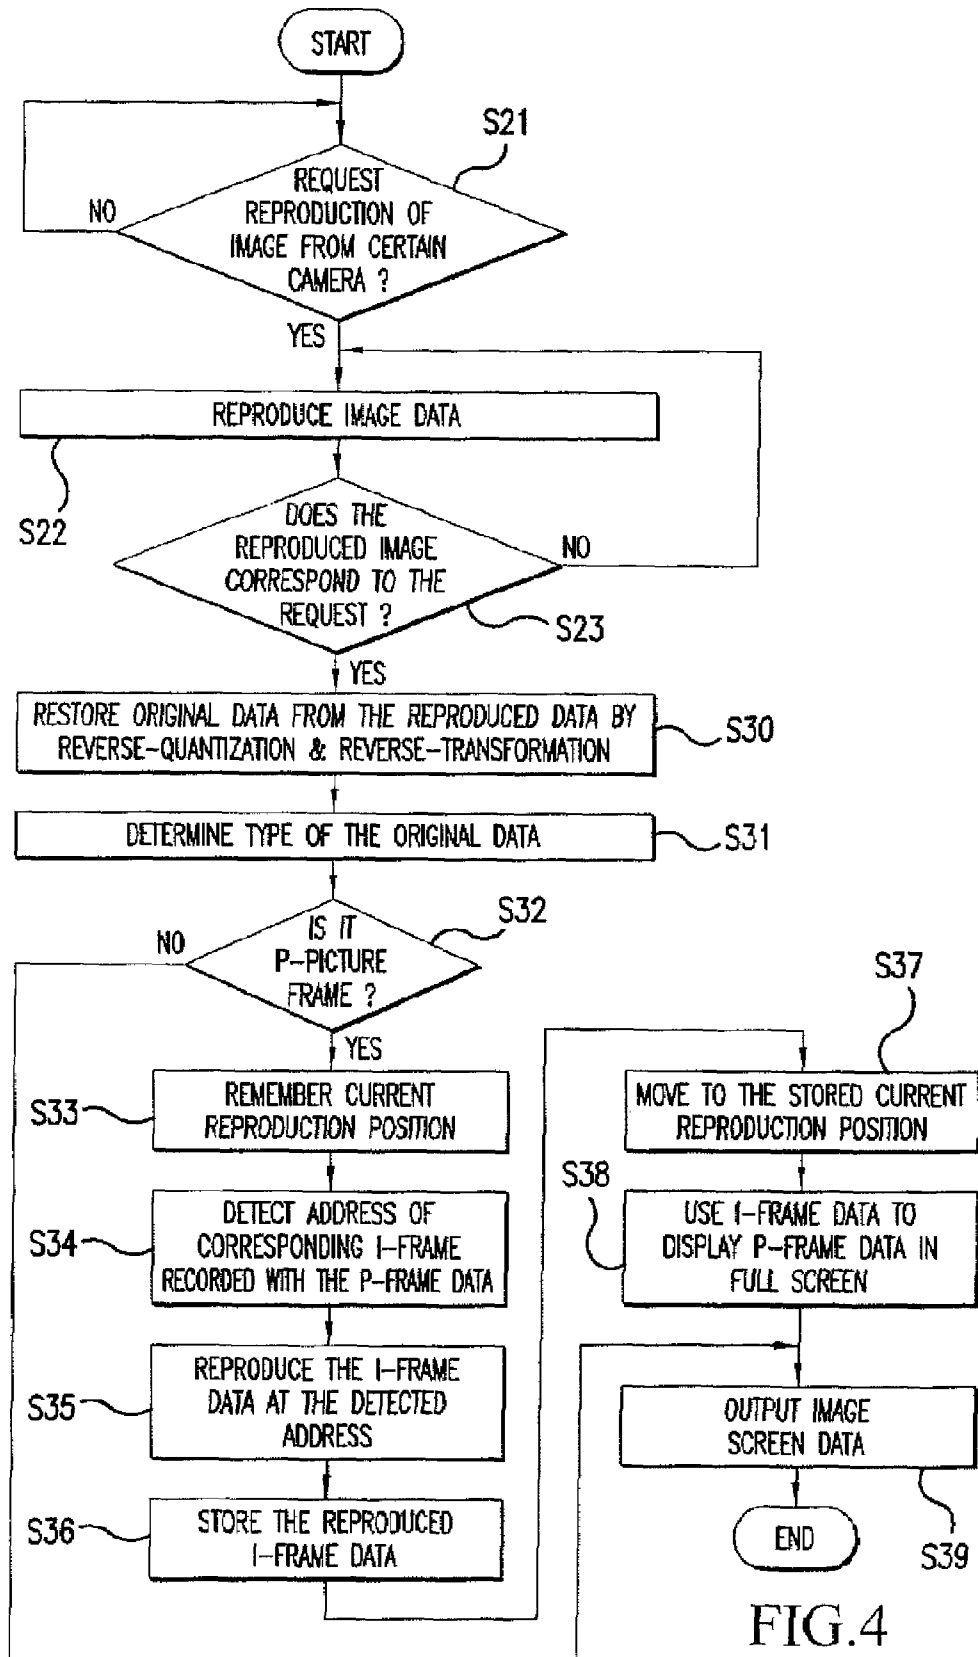 START
S21
REQUEST
REPRODUCTION OF
IMAGE FROM CERTAIN
CAMERA ?
NO
YES
REPRODUCE IMAGE DATA
S22
DOES THE
REPRODUCED IMAGE
CORRESPOND TO THE
REQUEST ?
NO
S23
YES
RESTORE ORIGINAL DATA FROM THE REPRODUCED DATA BY
REVERSE-QUANTIZATION & REVERSE-TRANSFORMATION
S30
DETERMINE TYPE OF THE ORIGINAL DATA
S31
IS IT
P-PICTURE
FRAME ?
S32
NO
YES
S33
REMEMBER CURRENT
REPRODUCTION POSITION
S34
DETECT ADDRESS OF
CORRESPONDING I-FRAME
RECORDED WITH THE P-FRAME DATA
S35
REPRODUCE THE I-FRAME
DATA AT THE DETECTED
ADDRESS
S36
STORE THE REPRODUCED
I-FRAME DATA
S37
MOVE TO THE STORED CURRENT
REPRODUCTION POSITION
S38
USE I-FRAME DATA TO
DISPLAY P-FRAME DATA IN
FULL SCREEN
OUTPUT IMAGE
SCREEN DATA
S39
END
FIG.4